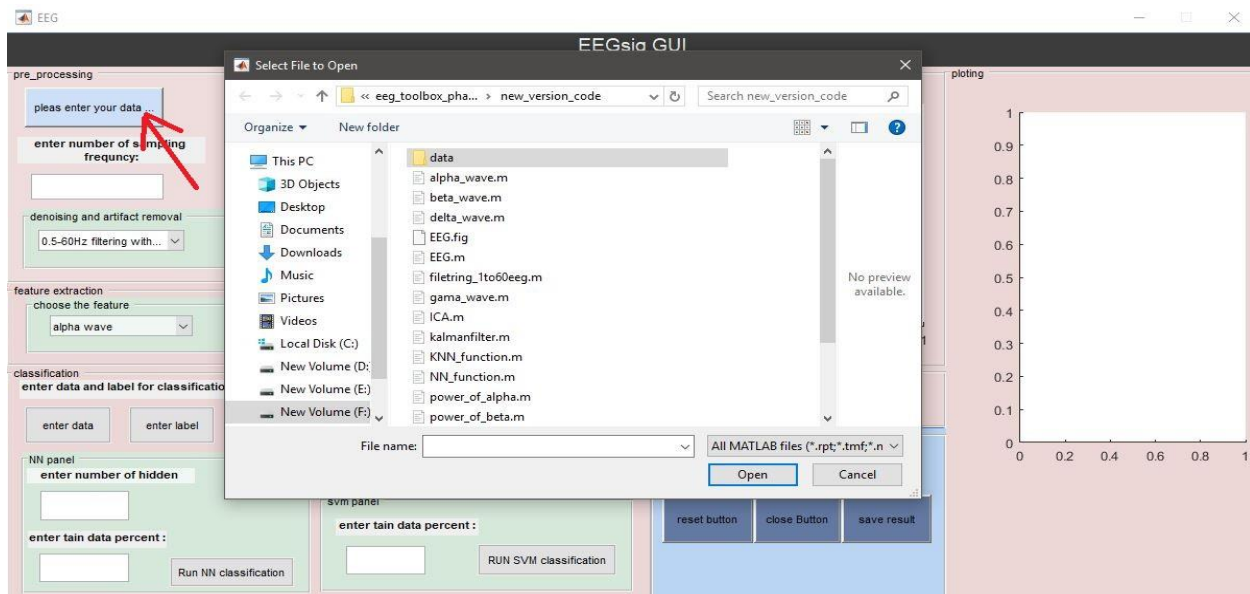 EEG
EEGsig GUI
pre_processing
pleas enter your data ...
enter number of sampling
frequncy:
denoising and artifact removal
0.5-60Hz filtering with...
feature extraction
choose the feature
alpha wave
classification
enter data and label for classificatio
enter data
enter label
NN panel
enter number of hidden
enter tain data percent :
Run NN classification
Select File to Open
« eeg_toolbox_pha... > new_version_code
Search new_version_code
Organize
New folder
This PC
3D Objects
Desktop
Documents
Downloads
Music
Pictures
Videos
Local Disk (C:)
New Volume (D:
New Volume (E:)
New Volume (F:)
data
alpha_wave.m
beta_wave.m
delta_wave.m
EEG.fig
EEG.m
filetring_1to60eeg.m
gama_wave.m
ICA.m
kalmanfilter.m
KNN_function.m
NN_function.m
power_of_alpha.m
power_of_beta.m
No preview
available.
File name:
All MATLAB files (*.rpt;*.tmf;*.n
Open
Cancel
svm panel
enter tain data percent :
RUN SVM classification
reset button
close Button
save result
ploting
1
0.9
0.8
0.7
0.6
0.5
0.4
0.3
0.2
0.1
0
0
0.2
0.4
0.6
0.8
1